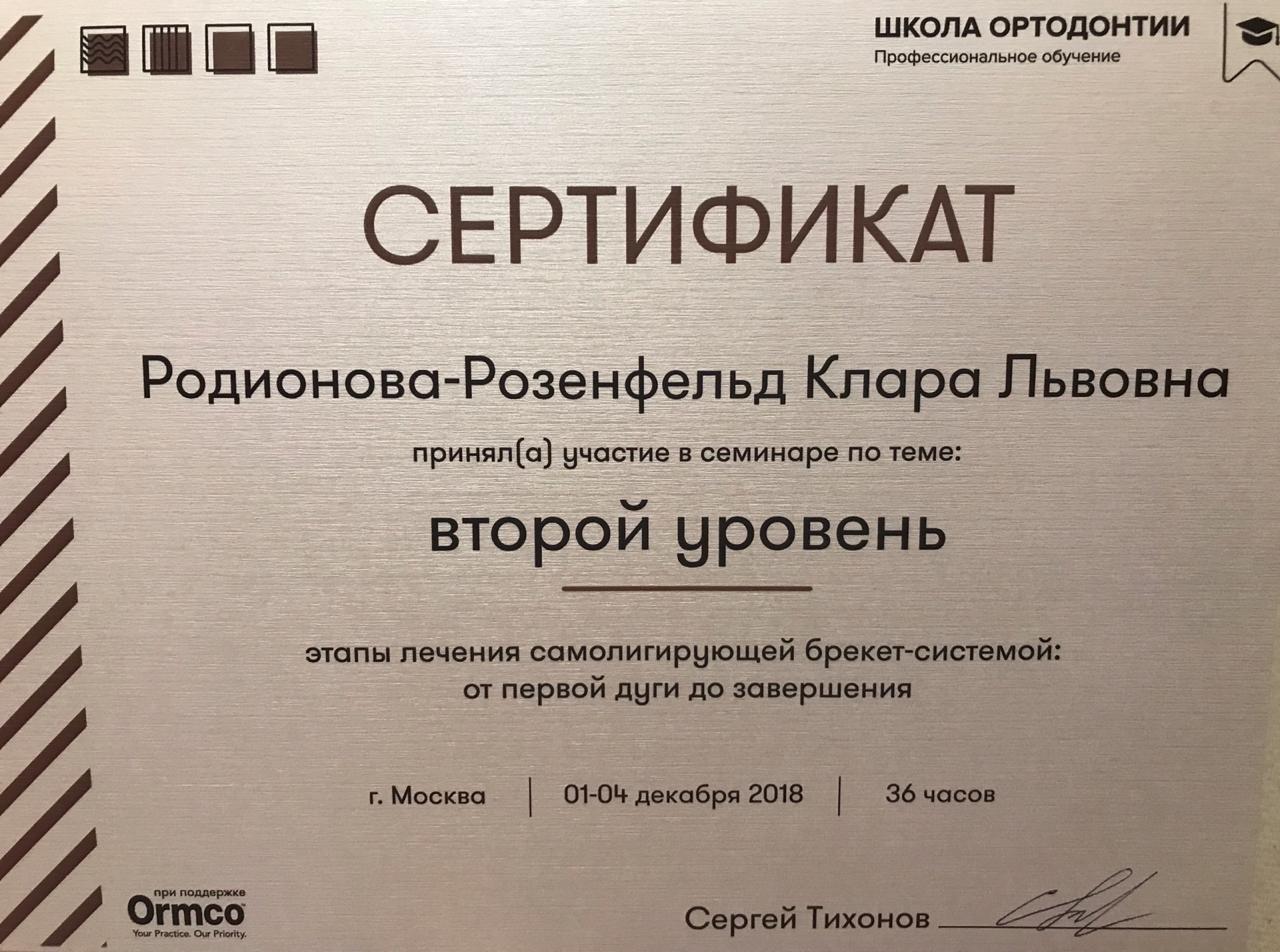 ШКОЛА ОРТОДОНТИИ
Профессиональное обучение
СЕРТИФИКАТ
Родионова-Розенфельд Клара Львовна
принял(а) участие в семинаре по теме:
второй уровень
этапы лечения самолигирующей брекет-системой:
от первой дуги до завершения
г. Москва | 01-04 декабря 2018 | 36 часов
при поддержке
Ormco™
Your Practice. Our Priority.
Сергей Тихонов